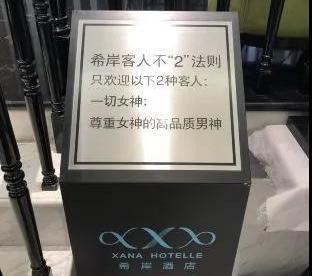 希岸客人不“2”法则
只欢迎以下2种客人：
一切女神；
尊重女神的高品质男神
XANA HOTELLE
希岸酒店